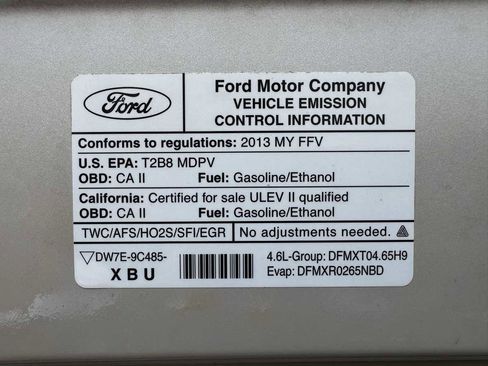 Ford
Ford Motor Company
VEHICLE EMISSION
CONTROL INFORMATION
Conforms to regulations: 2013 MY FFV
U.S. EPA: T2B8 MDPV
OBD: CA II Fuel: Gasoline/Ethanol
California: Certified for sale ULEV II qualified
OBD: CA II Fuel: Gasoline/Ethanol
TWC/AFS/HO2S/SFI/EGR No adjustments needed.
DW7E-9C485- 4.6L-Group: DFMXT04.65H9
XBU Evap: DFMXR0265NBD